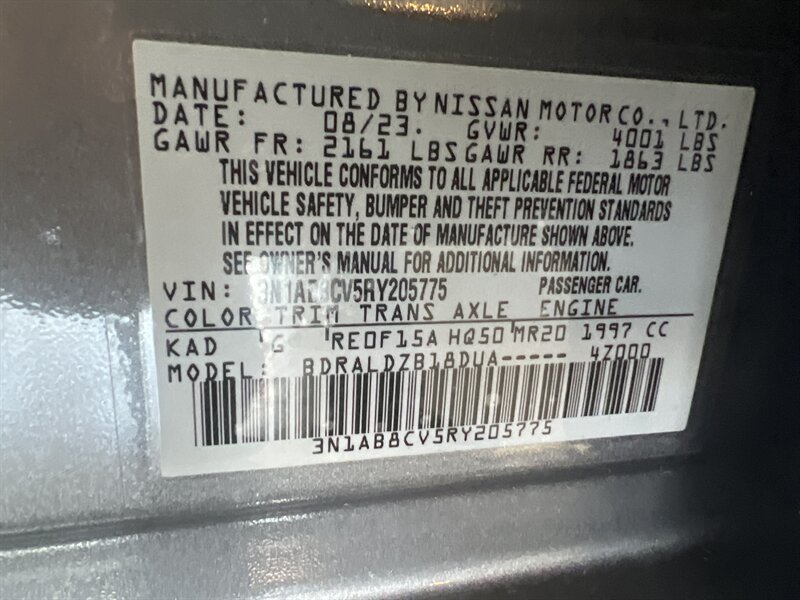 MANUFACTURED BY NISSAN MOTOR CO., LTD.
DATE: 08/23. GVWR: 4001 LBS
GAWR FR: 2161 LBS GAWR RR: 1863 LBS
THIS VEHICLE CONFORMS TO ALL APPLICABLE FEDERAL MOTOR
VEHICLE SAFETY, BUMPER AND THEFT PREVENTION STANDARDS
IN EFFECT ON THE DATE OF MANUFACTURE SHOWN ABOVE.
SEE OWNER'S MANUAL FOR ADDITIONAL INFORMATION.
VIN: 3N1AB8CV5RY205775 PASSENGER CAR.
COLOR TRIM TRANS AXLE ENGINE
KAD G RE0F15A HQ50 MR20 1997 CC
MODEL: BDRALDZB18DUA----- 4Z000
3N1AB8CV5RY205775